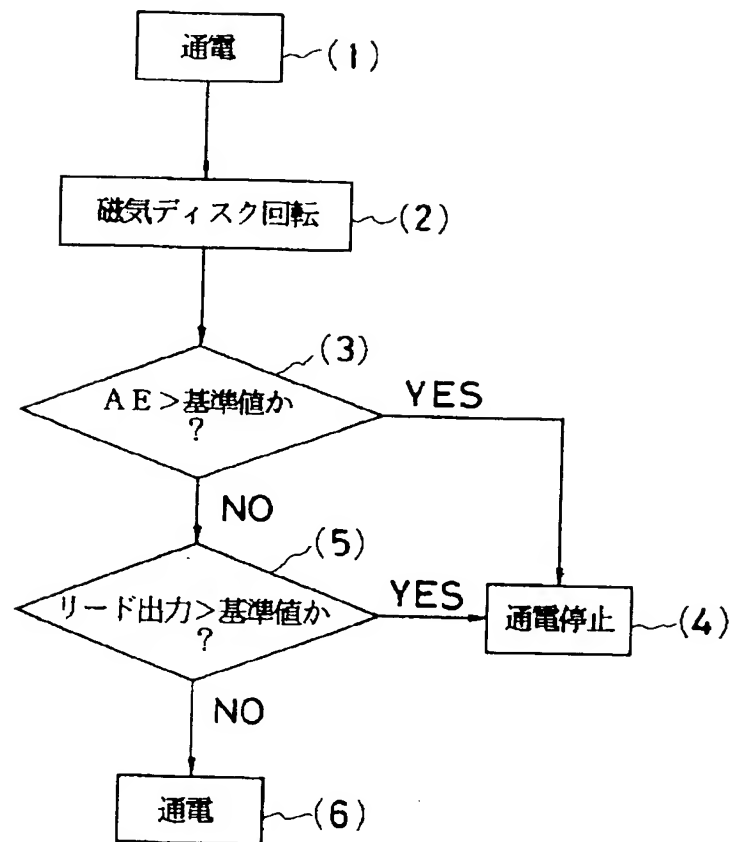 通電
(1)
磁気ディスク回転
(2)
(3)
AE>基準値か
?
YES
NO
(5)
リード出力>基準値か
?
YES
通電停止
(4)
NO
通電
(6)